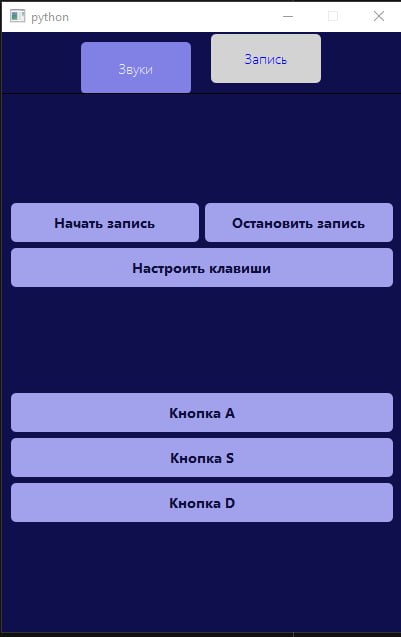 python
Звуки
Запись
Начать запись
Остановить запись
Настроить клавиши
Кнопка A
Кнопка S
Кнопка D